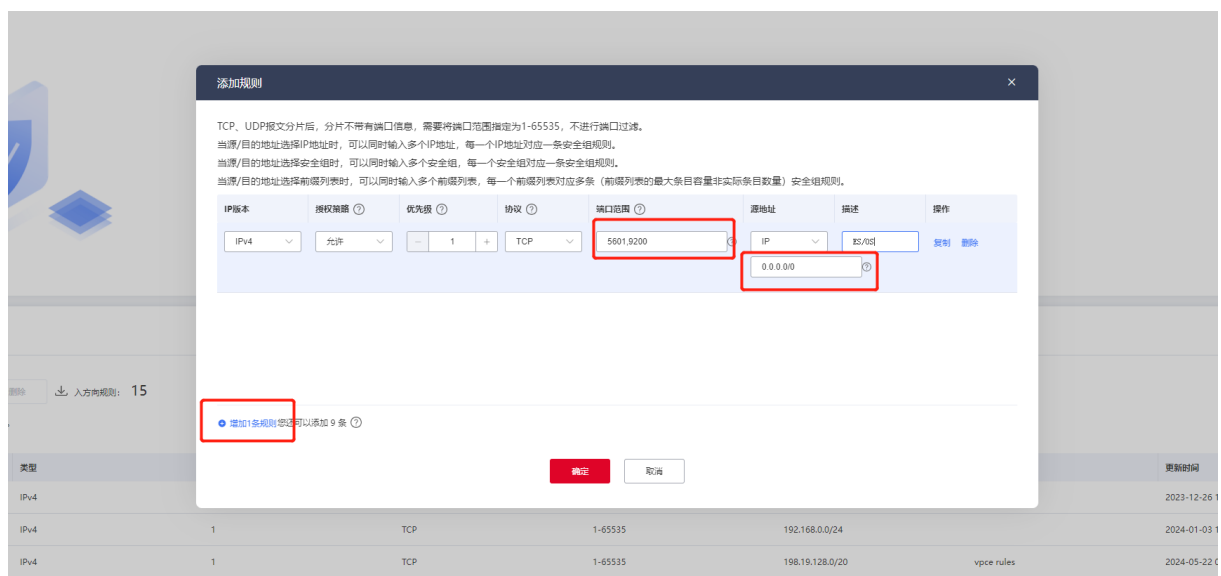 添加规则
TCP、UDP报文分片后，分片不带有端口信息，需要将端口范围指定为1-65535，不进行端口过滤。
当源/目的地址选择IP地址时，可以同时输入多个IP地址，每一个IP地址对应一条安全组规则。
当源/目的地址选择安全组时，可以同时输入多个安全组，每一个安全组对应一条安全组规则。
当源/目的地址选择前缀列表时，可以同时输入多个前缀列表，每一个前缀列表对应多条（前缀列表的最大条目容量非实际条目数量）安全组规则。
IP版本 授权策略 优先级 协议 端口范围 源地址 描述 操作
IPv4 允许 1 TCP 5601,9200 IP ES/OS 复制 删除
0.0.0.0/0
删除 入方向规则: 15
增加1条规则 您还可以添加 9 条
确定 取消
类型 更新时间
IPv4 2023-12-26 1
IPv4 1 TCP 1-65535 192.168.0.0/24 2024-01-03 1
IPv4 1 TCP 1-65535 198.19.128.0/20 vpce rules 2024-05-22 0